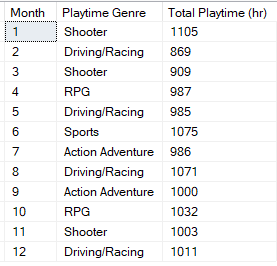 Month Playtime Genre Total Playtime (hr)
1 Shooter 1105
2 Driving/Racing 869
3 Shooter 909
4 RPG 987
5 Driving/Racing 985
6 Sports 1075
7 Action Adventure 986
8 Driving/Racing 1071
9 Action Adventure 1000
10 RPG 1032
11 Shooter 1003
12 Driving/Racing 1011